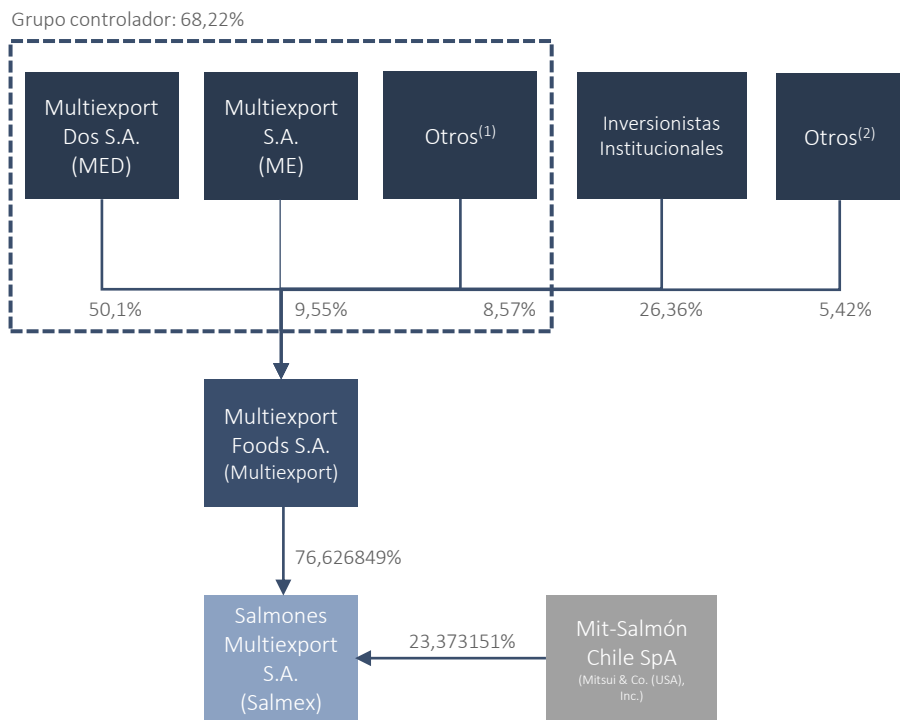 Grupo controlador: 68,22%
Multiexport
Dos S.A.
(MED)
Multiexport
S.A.
(ME)
Otros(1)
Inversionistas
Institucionales
Otros(2)
50,1%
9,55%
8,57%
26,36%
5,42%
Multiexport
Foods S.A.
(Multiexport)
76,626849%
Salmones
Multiexport
S.A.
(Salmex)
23,373151%
Mit-Salmón
Chile SpA
(Mitsui & Co. (USA),
Inc.)